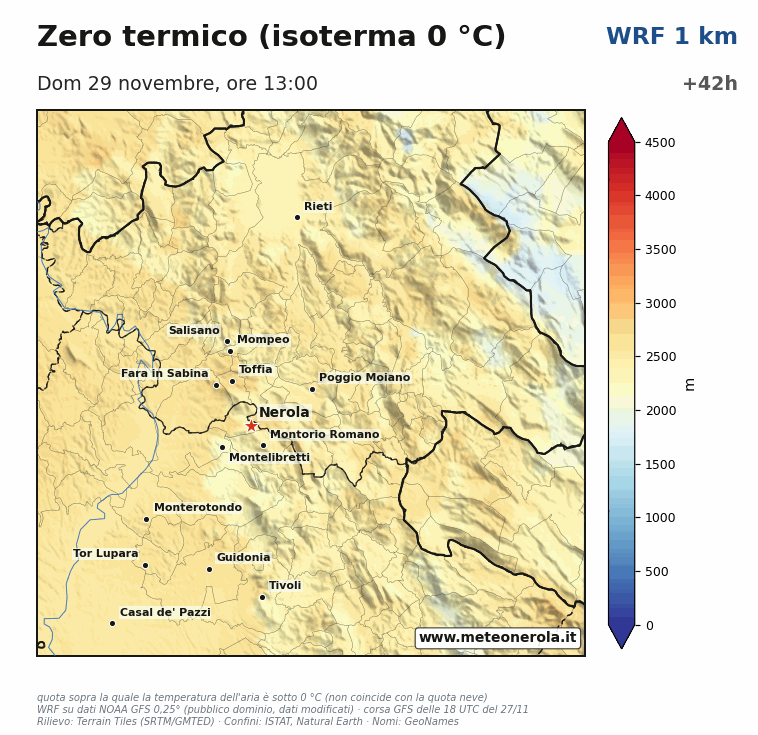 Zero termico (isoterma 0 °C)
WRF 1 km
Dom 29 novembre, ore 13:00
+42h
4500
4000
3500
3000
2500
2000
1500
1000
500
0
m
Rieti
Salisano
Mompeo
Fara in Sabina
Toffia
Poggio Moiano
Nerola
Montorio Romano
Montelibretti
Monterotondo
Tor Lupara
Guidonia
Tivoli
Casal de' Pazzi
www.meteonerola.it
quota sopra la quale la temperatura dell'aria è sotto 0 °C (non coincide con la quota neve)
WRF su dati NOAA GFS 0,25° (pubblico dominio, dati modificati) · corsa GFS delle 18 UTC del 27/11
Rilievo: Terrain Tiles (SRTM/GMTED) · Confini: ISTAT, Natural Earth · Nomi: GeoNames